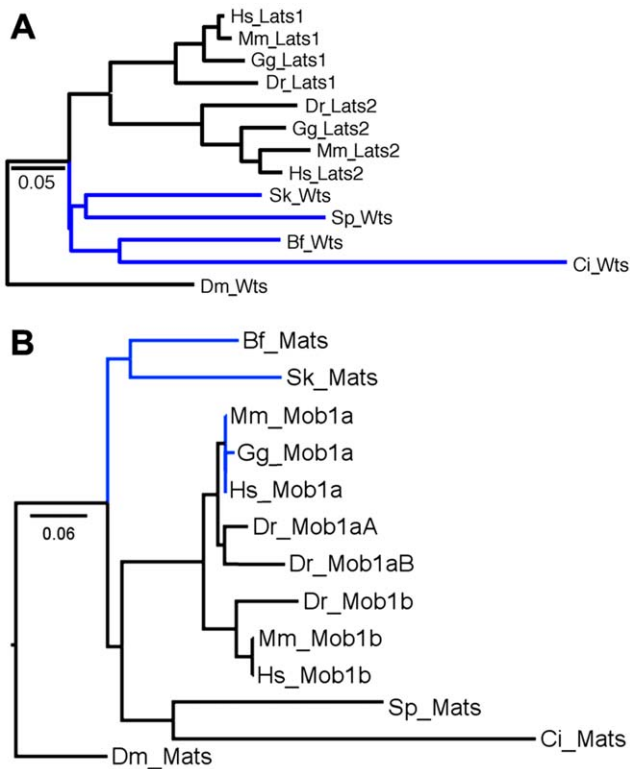 A
Hs_Lats1
Mm_Lats1
Gg_Lats1
Dr_Lats1
Dr_Lats2
Gg_Lats2
Mm_Lats2
Hs_Lats2
0.05
Sk_Wts
Sp_Wts
Bf_Wts
Ci_Wts
Dm_Wts
B
Bf_Mats
Sk_Mats
Mm_Mob1a
Gg_Mob1a
Hs_Mob1a
0.06
Dr_Mob1aA
Dr_Mob1aB
Dr_Mob1b
Mm_Mob1b
Hs_Mob1b
Sp_Mats
Ci_Mats
Dm_Mats